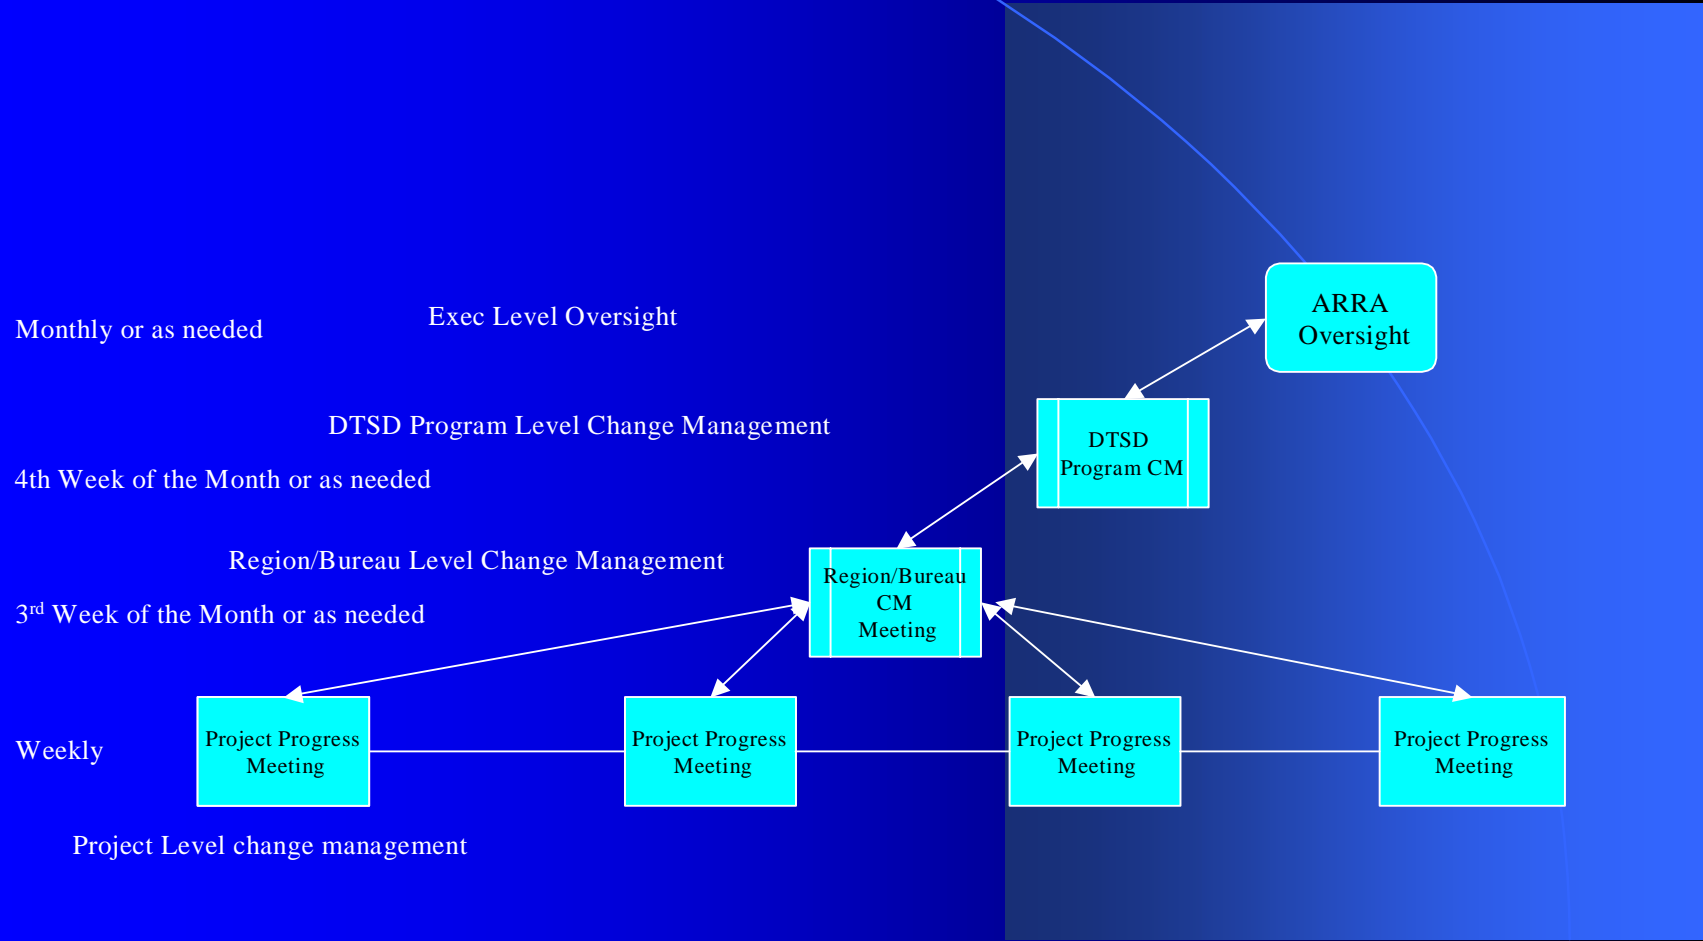 ARRA
Oversight
Exec Level Oversight
Monthly or as needed
DTSD Program Level Change Management
DTSD
Program CM
4th Week of the Month or as needed
Region/Bureau Level Change Management
Region/Bureau
CM
Meeting
3rd Week of the Month or as needed
Weekly
Project Progress
Meeting
Project Progress
Meeting
Project Progress
Meeting
Project Progress
Meeting
Project Level change management